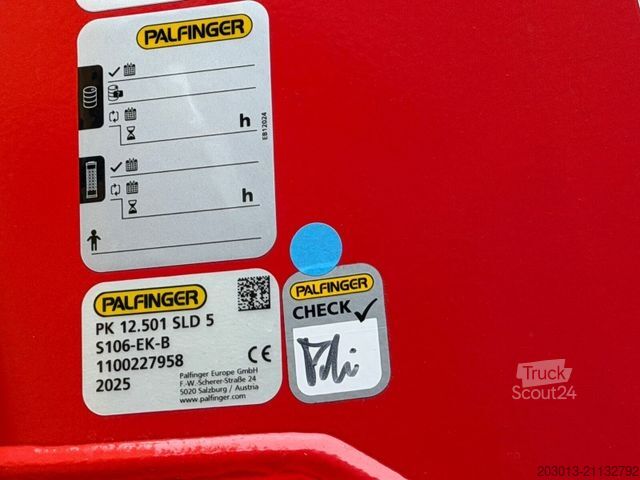 PALFINGER
h
EB12024
h
PALFINGER
PK 12.501 SLD 5
S106-EK-B
1100227958
2025
Palfinger Europe GmbH
F.-W.-Scherer-Straße 24
5020 Salzburg / Austria
www.palfinger.com
CE
PALFINGER
CHECK
Truck
Scout24
203013-21132792